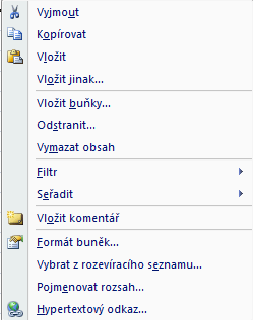 Vyjmout
Kopírovat
Vložit
Vložit jinak...
Vložit buňky...
Odstranit...
Vymazat obsah
Filtr
Seřadit
Vložit komentář
Formát buněk...
Vybrat z rozevíracího seznamu...
Pojmenovat rozsah...
Hypertextový odkaz...